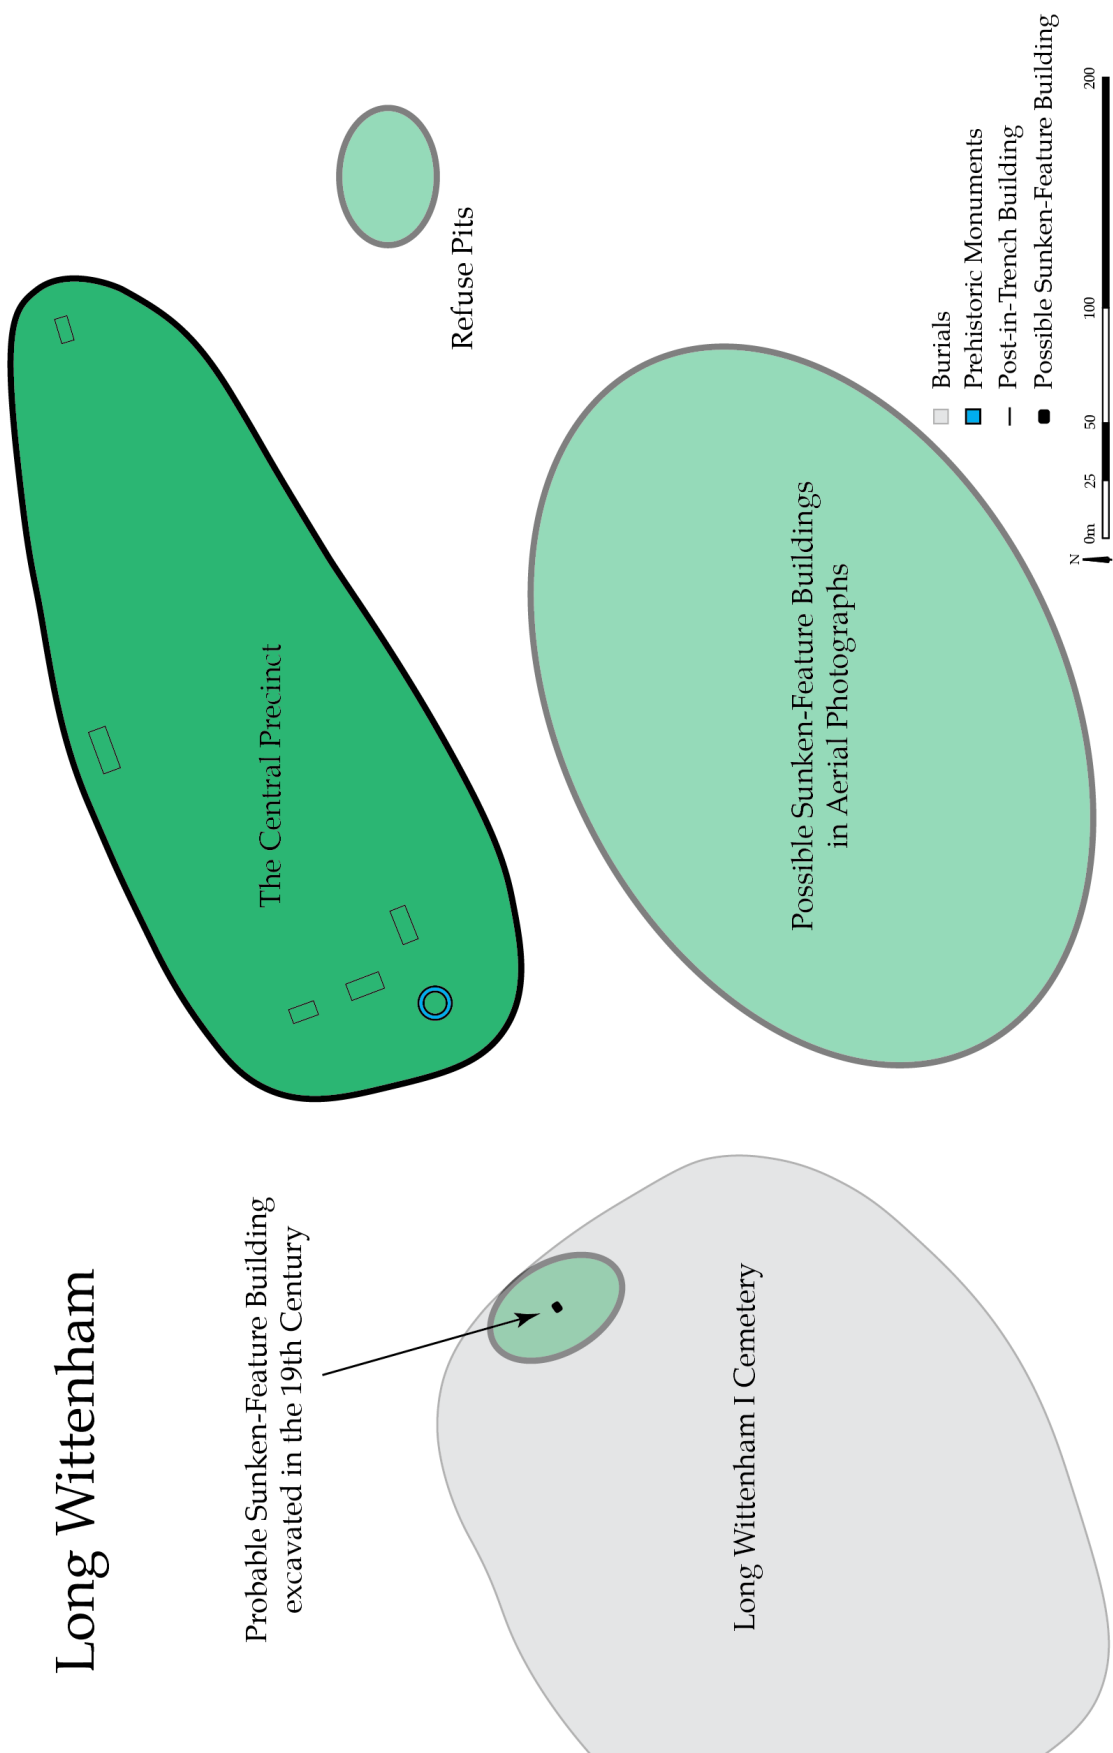 Long Wittenham
Probable Sunken-Feature Building
excavated in the 19th Century
The Central Precinct
Refuse Pits
Long Wittenham I Cemetery
Possible Sunken-Feature Buildings
in Aerial Photographs
Burials
Prehistoric Monuments
Post-in-Trench Building
Possible Sunken-Feature Building
N
0m 25 50 100 200